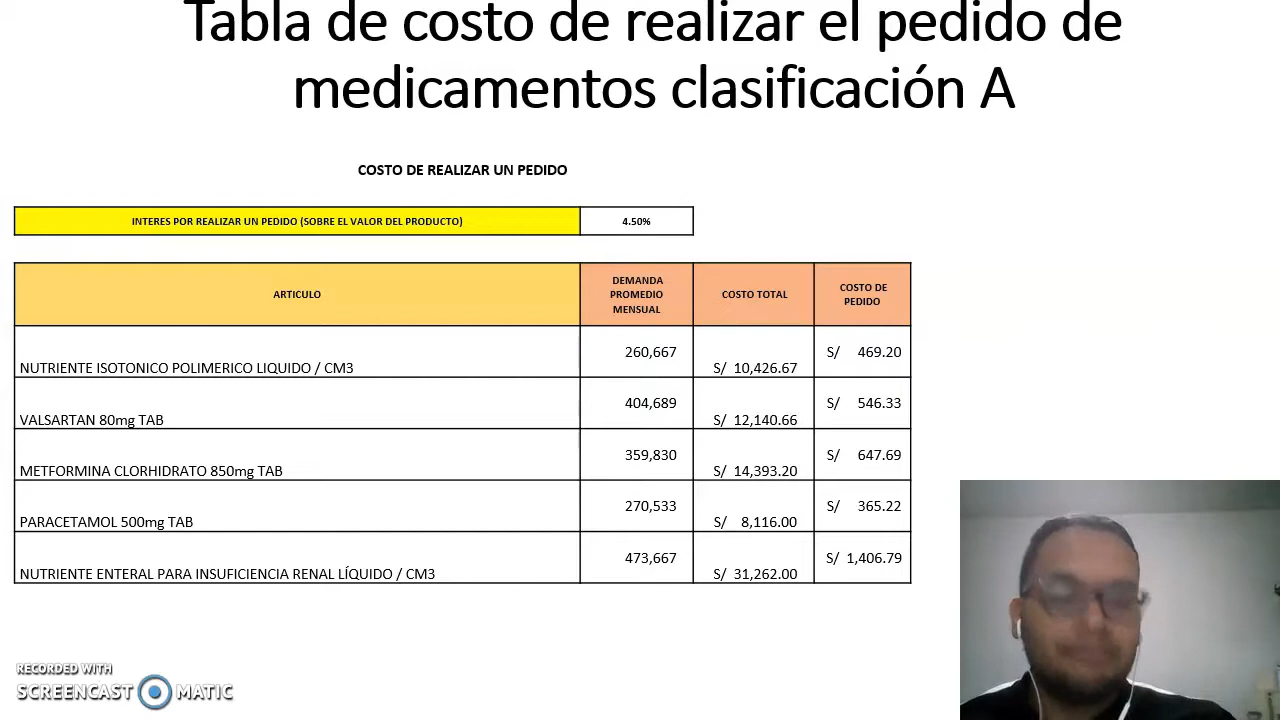 Tabla de costo de realizar el pedido de
medicamentos clasificación A
COSTO DE REALIZAR UN PEDIDO
INTERES POR REALIZAR UN PEDIDO (SOBRE EL VALOR DEL PRODUCTO) 4.50%
ARTICULO DEMANDA PROMEDIO MENSUAL COSTO TOTAL COSTO DE PEDIDO
NUTRIENTE ISOTONICO POLIMERICO LIQUIDO / CM3 260,667 S/ 10,426.67 S/ 469.20
VALSARTAN 80mg TAB 404,689 S/ 12,140.66 S/ 546.33
METFORMINA CLORHIDRATO 850mg TAB 359,830 S/ 14,393.20 S/ 647.69
PARACETAMOL 500mg TAB 270,533 S/ 8,116.00 S/ 365.22
NUTRIENTE ENTERAL PARA INSUFICIENCIA RENAL LÍQUIDO / CM3 473,667 S/ 31,262.00 S/ 1,406.79
RECORDED WITH
SCREENCAST MATIC